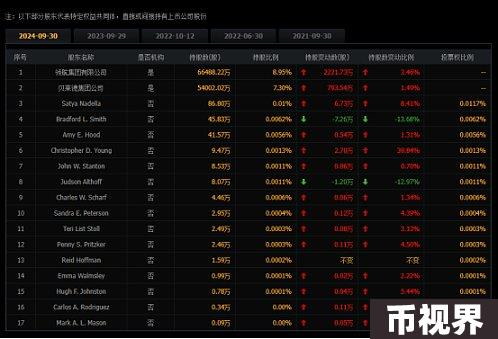 注：以下部分股东代表特定权益共同体，直接或间接持有上员公司股份
2024-09-30 2023-09-29 2022-10-12 2022-06-30 2021-09-30
序号 股东名称 是否机构 持股数(股) 持股比例 持股变动数(股) 持股变动比例 投票权比例
1 领航集团有限公司 是 66488.22万 8.95% 2221.73万 3.46% --
2 贝莱德集团公司 是 54002.02万 7.30% 793.54万 1.49% --
3 Satya Nadella 否 86.80万 0.01% 6.73万 8.41% 0.0117%
4 Bradford L. Smith 否 45.83万 0.0062% -7.26万 -13.68% 0.0062%
5 Amy E. Hood 否 41.57万 0.0056% 0.54万 1.31% 0.0056%
6 Christopher D. Young 否 9.47万 0.0013% 2.70万 39.84% 0.0013%
7 John W. Stanton 否 8.53万 0.0011% 0.06万 0.70% 0.0011%
8 Judson Althoff 否 8.07万 0.0011% -1.20万 -12.97% 0.0011%
9 Charles W. Scharf 否 4.46万 0.0006% 0.06万 1.34% 0.0006%
10 Sandra E. Peterson 否 2.95万 0.0004% 0.12万 4.39% 0.0004%
11 Teri List Stoll 否 2.49万 0.0003% 0.08万 3.13% 0.0003%
12 Penny S. Pritzker 否 2.46万 0.0003% 0.11万 4.50% 0.0003%
13 Reid Hoffman 否 1.59万 0.0002% 不变 不变 0.0002%
14 Emma Walmsley 否 0.99万 0.0001% 0.02万 2.22% 0.0001%
15 Hugh F. Johnston 否 0.78万 0.0001% 0.04万 5.44% 0.0001%
16 Carlos A. Rodriguez 否 0.34万 0.00% 0.11万
17 Mark A. L. Mason 否 0.09万 0.00% 0.05万
币视界